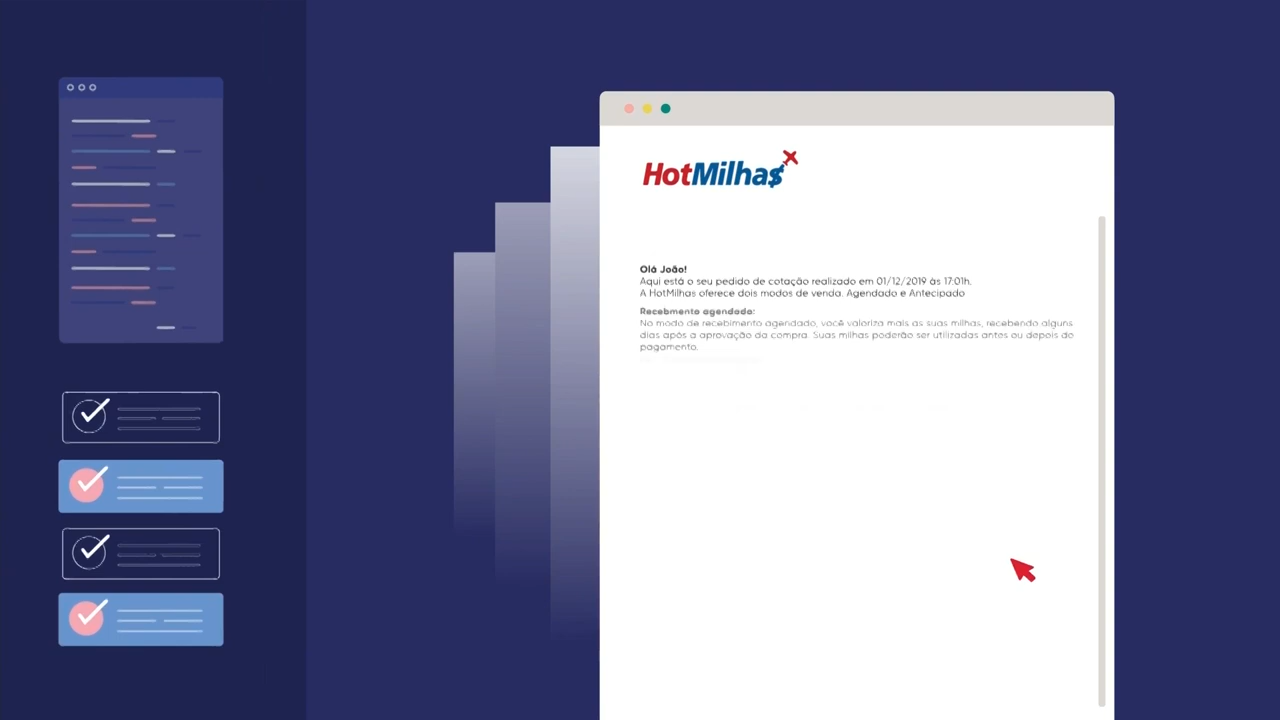 HotMilha$
Olá João!
Aqui está o seu pedido de cotação realizado em 01/12/2019 às 17:01h.
A HotMilhas oferece dois modos de venda. Agendado e Antecipado
Recebmento agendado:
No modo de recebimento agendado, você valoriza mais as suas milhas, recebendo alguns
dias após a aprovação da compra. Suas milhas poderão ser utilizadas antes ou depois do
pagamento.